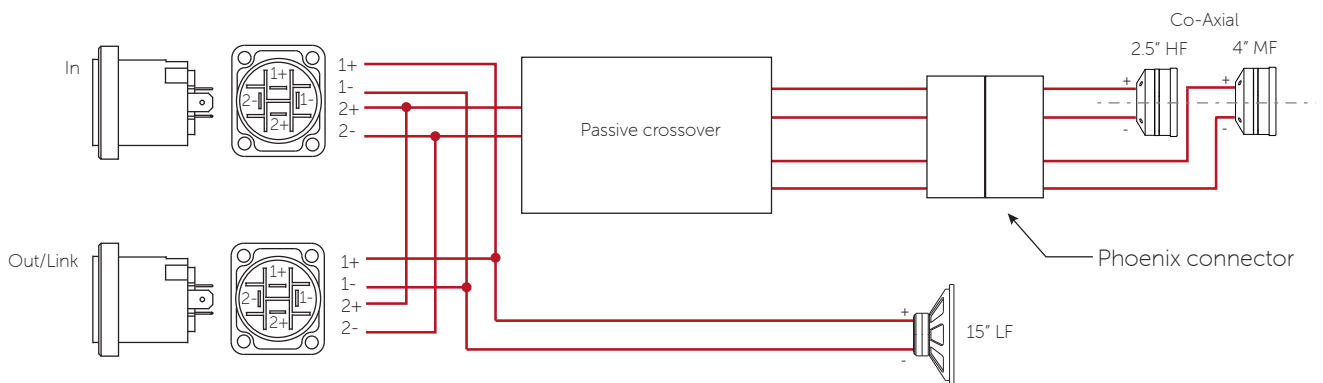 Co-Axial
2.5” HF
4” MF
In
1+
2-
1-
2+
1+
1-
2+
2-
Passive crossover
+
-
+
-
Phoenix connector
Out/Link
1+
2-
1-
2+
1+
1-
2+
2-
+
-
15” LF